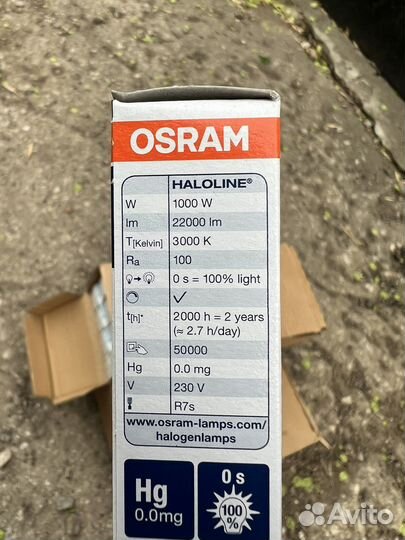 OSRAM
HALOLINE®
W 1000 W
lm 22000 lm
T[Kelvin] 3000 K
Ra 100
0 s = 100% light
✓
t[h]* 2000 h = 2 years
(≈ 2.7 h/day)
50000
Hg 0.0 mg
V 230 V
R7s
www.osram-lamps.com/
halogenlamps
Hg
0.0mg
0 s
100
%
Avito